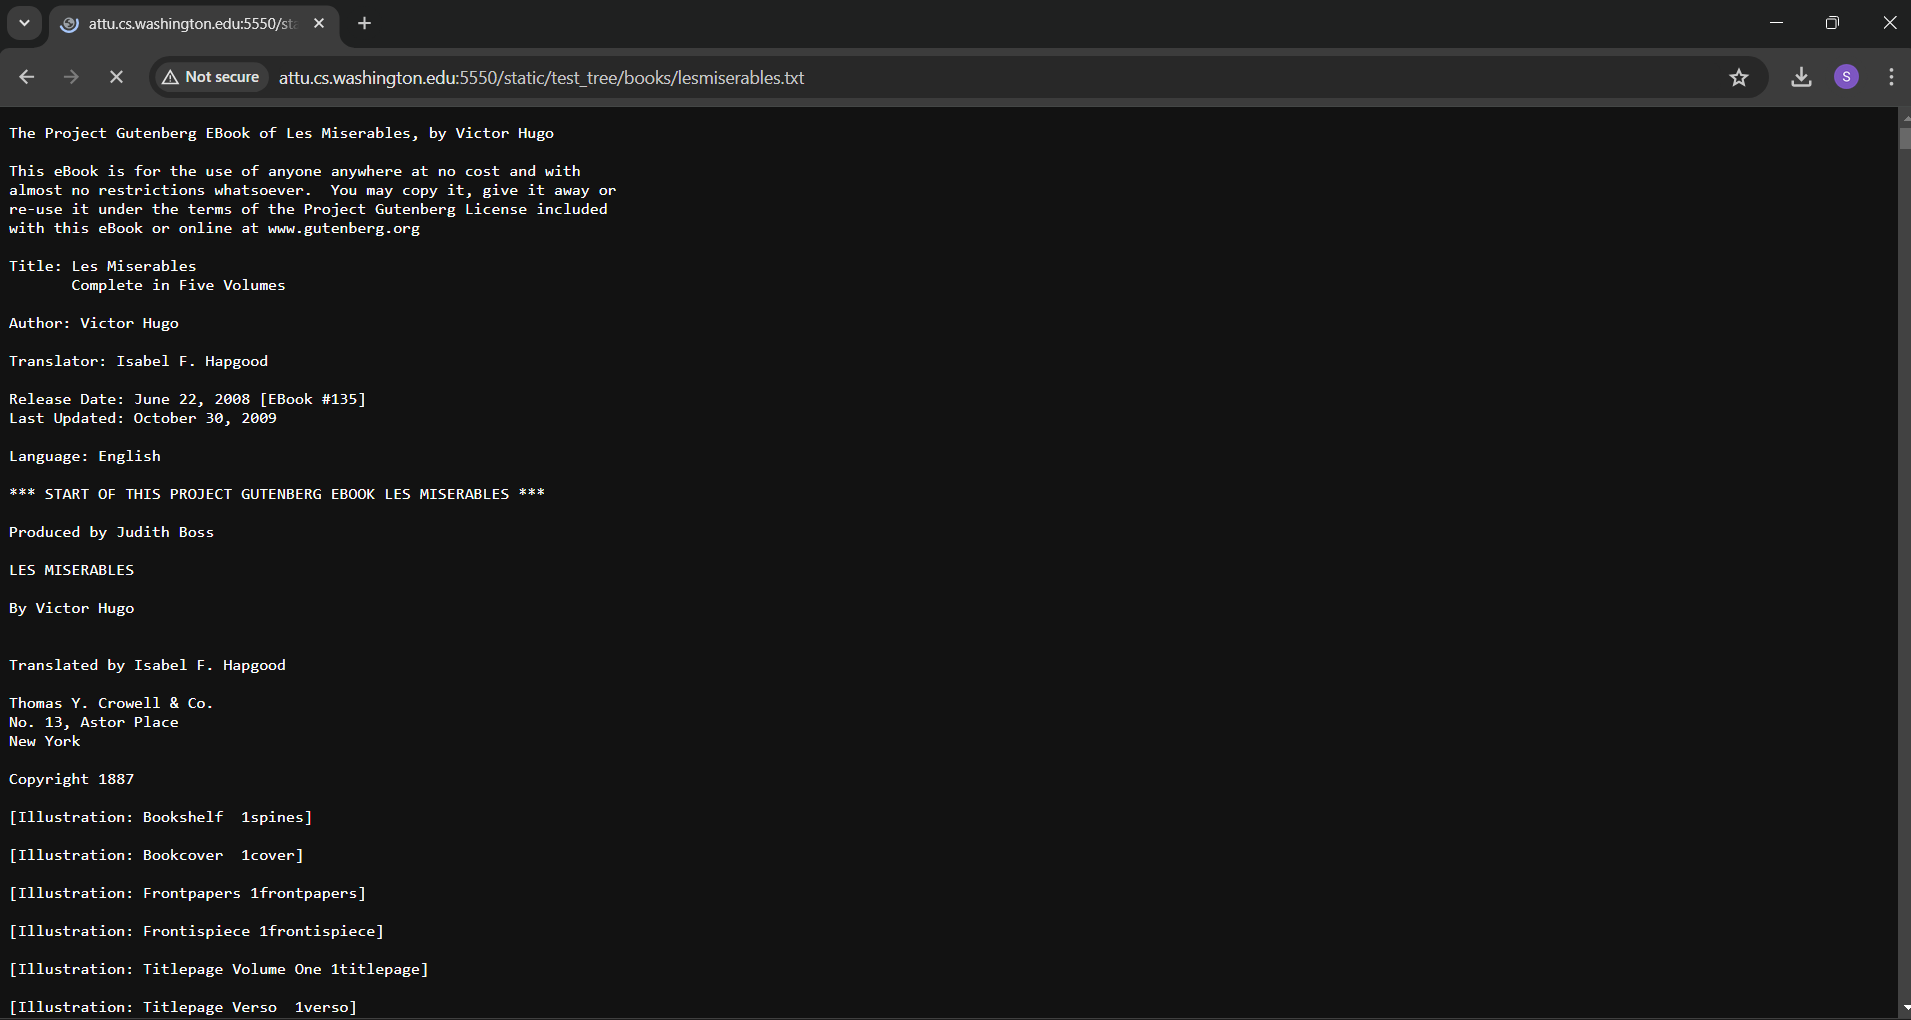 attu.cs.washington.edu:5550/sta
Not secure
attu.cs.washington.edu:5550/static/test_tree/books/lesmiserables.txt
S
The Project Gutenberg EBook of Les Miserables, by Victor Hugo
This eBook is for the use of anyone anywhere at no cost and with
almost no restrictions whatsoever.  You may copy it, give it away or
re-use it under the terms of the Project Gutenberg License included
with this eBook or online at www.gutenberg.org
Title: Les Miserables
Complete in Five Volumes
Author: Victor Hugo
Translator: Isabel F. Hapgood
Release Date: June 22, 2008 [EBook #135]
Last Updated: October 30, 2009
Language: English
*** START OF THIS PROJECT GUTENBERG EBOOK LES MISERABLES ***
Produced by Judith Boss
LES MISERABLES
By Victor Hugo
Translated by Isabel F. Hapgood
Thomas Y. Crowell & Co.
No. 13, Astor Place
New York
Copyright 1887
[Illustration: Bookshelf  1spines]
[Illustration: Bookcover  1cover]
[Illustration: Frontpapers 1frontpapers]
[Illustration: Frontispiece 1frontispiece]
[Illustration: Titlepage Volume One 1titlepage]
[Illustration: Titlepage Verso  1verso]